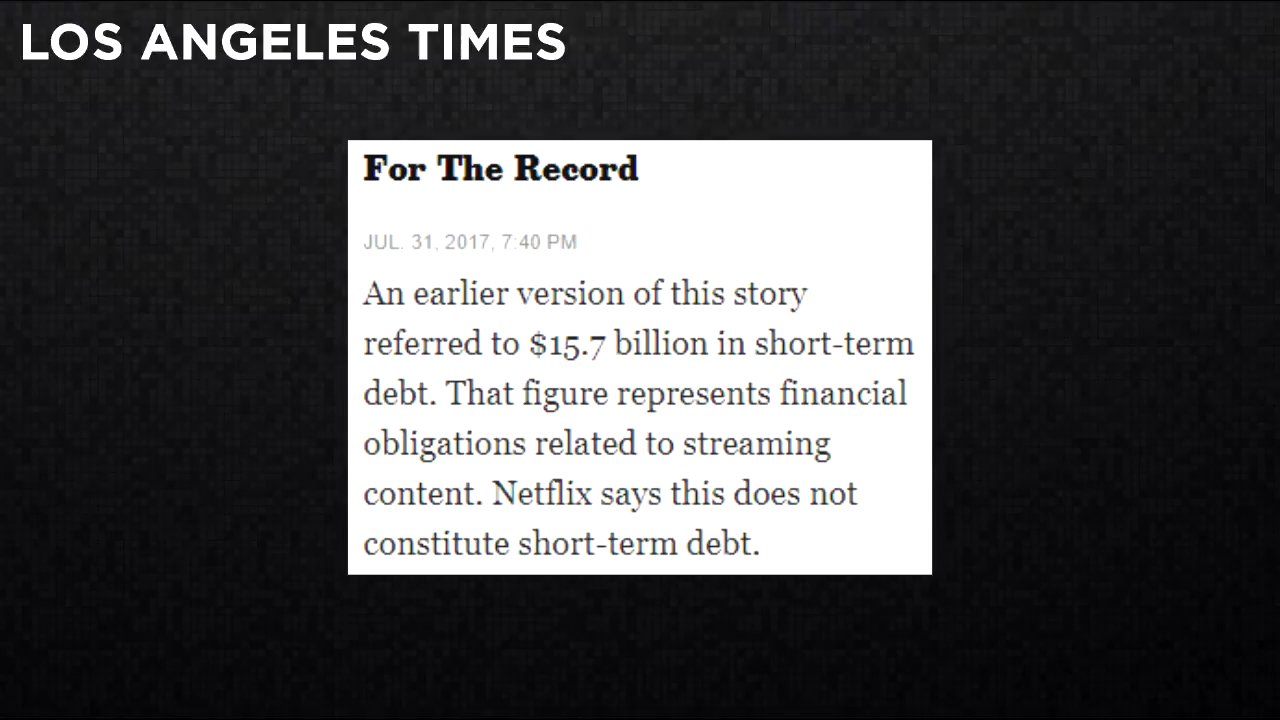 LOS ANGELES TIMES
For The Record
JUL. 31, 2017, 7:40 PM
An earlier version of this story
referred to $15.7 billion in short-term
debt. That figure represents financial
obligations related to streaming
content. Netflix says this does not
constitute short-term debt.